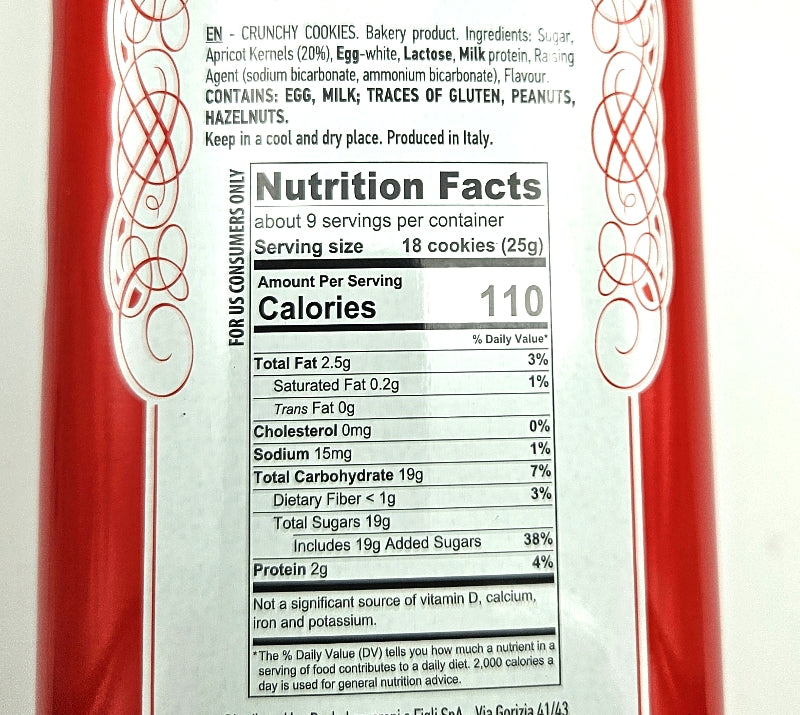 EN - CRUNCHY COOKIES. Bakery product. Ingredients: Sugar,
Apricot Kernels (20%), Egg-white, Lactose, Milk protein, Raising
Agent (sodium bicarbonate, ammonium bicarbonate), Flavour.
CONTAINS: EGG, MILK; TRACES OF GLUTEN, PEANUTS,
HAZELNUTS.
Keep in a cool and dry place. Produced in Italy.
FOR US CONSUMERS ONLY
Nutrition Facts
about 9 servings per container
Serving size 18 cookies (25g)
Amount Per Serving
Calories 110
% Daily Value*
Total Fat 2.5g 3%
Saturated Fat 0.2g 1%
Trans Fat 0g
Cholesterol 0mg 0%
Sodium 15mg 1%
Total Carbohydrate 19g 7%
Dietary Fiber < 1g 3%
Total Sugars 19g
Includes 19g Added Sugars 38%
Protein 2g 4%
Not a significant source of vitamin D, calcium,
iron and potassium.
*The % Daily Value (DV) tells you how much a nutrient in a
serving of food contributes to a daily diet. 2,000 calories a
day is used for general nutrition advice.
Figli SpA Via Gorizia 41/43